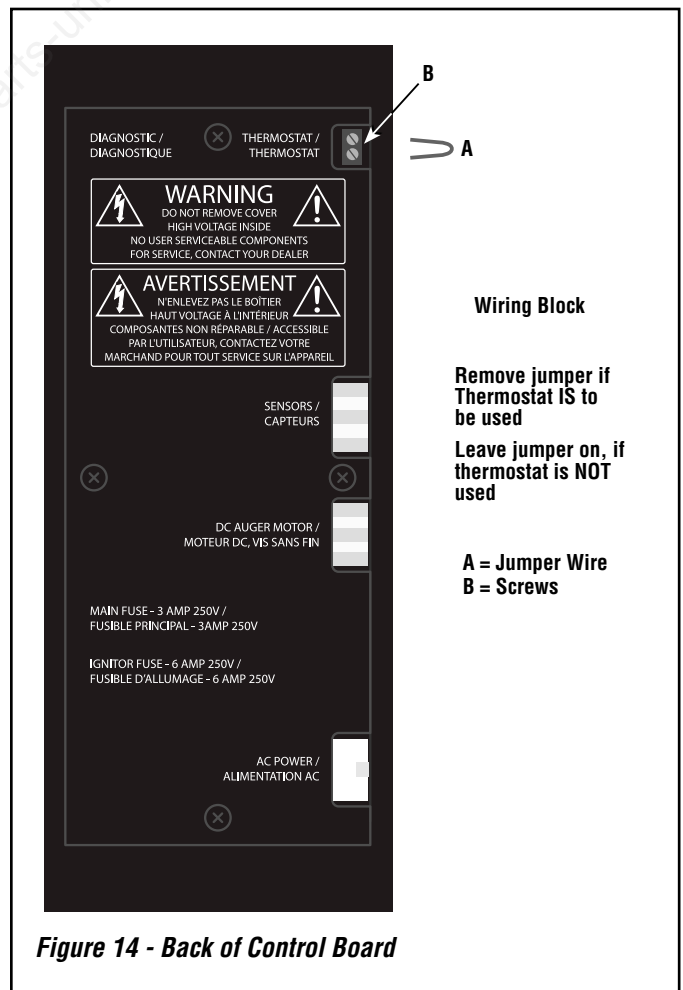 B
A
DIAGNOSTIC /
DIAGNOSTIQUE
THERMOSTAT /
THERMOSTAT
WARNING
DO NOT REMOVE COVER
HIGH VOLTAGE INSIDE
NO USER SERVICEABLE COMPONENTS
FOR SERVICE, CONTACT YOUR DEALER
AVERTISSEMENT
N'ENLEVEZ PAS LE BOÎTIER
HAUT VOLTAGE À L'INTÉRIEUR
COMPOSANTES NON RÉPARABLE / ACCESSIBLE
PAR L'UTILISATEUR, CONTACTEZ VOTRE
MARCHAND POUR TOUT SERVICE SUR L'APPAREIL
SENSORS /
CAPTEURS
DC AUGER MOTOR /
MOTEUR DC, VIS SANS FIN
MAIN FUSE - 3 AMP 250V /
FUSIBLE PRINCIPAL - 3AMP 250V
IGNITOR FUSE - 6 AMP 250V /
FUSIBLE D'ALLUMAGE - 6 AMP 250V
AC POWER /
ALIMENTATION AC
Wiring Block
Remove jumper if
Thermostat IS to
be used
Leave jumper on, if
thermostat is NOT
used
A = Jumper Wire
B = Screws
Figure 14 - Back of Control Board